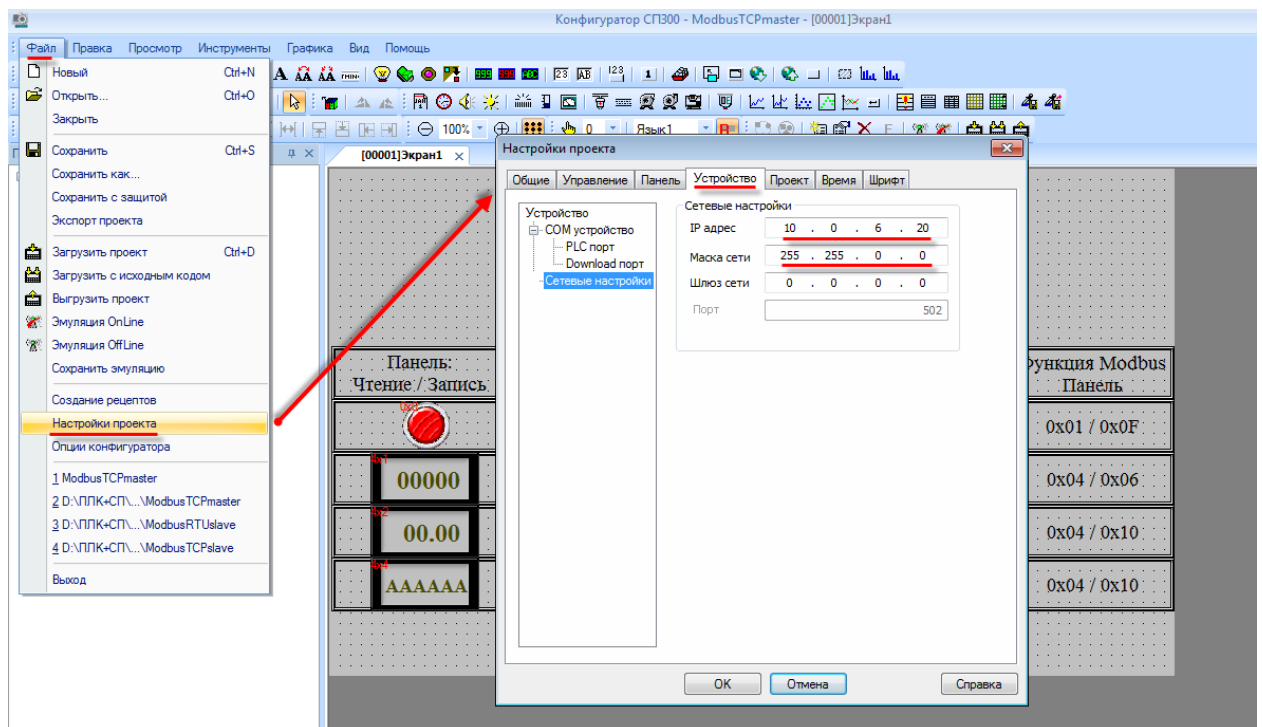 Конфигуратор СП300 - ModbusTCPmaster - [00001]Экран1
Файл Правка Просмотр Инструменты Графика Вид Помощь
Новый Ctrl+N
Открыть... Ctrl+O
Закрыть
Сохранить Ctrl+S
Сохранить как...
Сохранить с защитой
Экспорт проекта
Загрузить проект Ctrl+D
Загрузить с исходным кодом
Выгрузить проект
Эмуляция OnLine
Эмуляция OffLine
Сохранить эмуляцию
Создание рецептов
Настройки проекта
Опции конфигуратора
1 ModbusTCPmaster
2 D:\ПЛК+СП\...\ModbusTCPmaster
3 D:\ПЛК+СП\...\ModbusRTUslave
4 D:\ПЛК+СП\...\ModbusTCPslave
Выход
100% 0 Язык1
[00001]Экран1
Настройки проекта
Общие Управление Панель Устройство Проект Время Шрифт
Устройство
COM устройство
PLC порт
Download порт
Сетевые настройки
Сетевые настройки
IP адрес 10 . 0 . 6 . 20
Маска сети 255 . 255 . 0 . 0
Шлюз сети 0 . 0 . 0 . 0
Порт 502
OK Отмена Справка
Панель:
Чтение / Запись
00000
4x2
00.00
4x4
AAAAAA
Modbus
Панель
0x01 / 0x0F
0x04 / 0x06
0x04 / 0x10
0x04 / 0x10